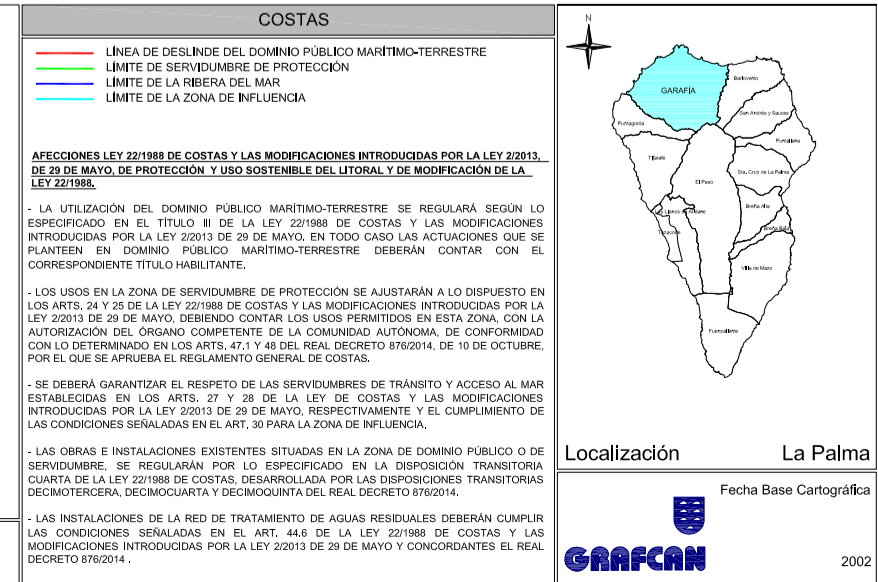 COSTAS
LÍNEA DE DESLINDE DEL DOMINIO PÚBLICO MARÍTIMO-TERRESTRE
LÍMITE DE SERVIDUMBRE DE PROTECCIÓN
LÍMITE DE LA RIBERA DEL MAR
LÍMITE DE LA ZONA DE INFLUENCIA
AFECCIONES LEY 22/1988 DE COSTAS Y LAS MODIFICACIONES INTRODUCIDAS POR LA LEY 2/2013,
DE 29 DE MAYO, DE PROTECCIÓN Y USO SOSTENIBLE DEL LITORAL Y DE MODIFICACIÓN DE LA
LEY 22/1988.
- LA UTILIZACIÓN DEL DOMINIO PÚBLICO MARÍTIMO-TERRESTRE SE REGULARÁ SEGÚN LO
ESPECIFICADO EN EL TÍTULO III DE LA LEY 22/1988 DE COSTAS Y LAS MODIFICACIONES
INTRODUCIDAS POR LA LEY 2/2013 DE 29 DE MAYO. EN TODO CASO LAS ACTUACIONES QUE SE
PLANTEEN EN DOMINIO PÚBLICO MARÍTIMO-TERRESTRE DEBERÁN CONTAR CON EL
CORRESPONDIENTE TÍTULO HABILITANTE.
- LOS USOS EN LA ZONA DE SERVIDUMBRE DE PROTECCIÓN SE AJUSTARÁN A LO DISPUESTO EN
LOS ARTS, 24 Y 25 DE LA LEY 22/1988 DE COSTAS Y LAS MODIFICACIONES INTRODUCIDAS POR LA
LEY 2/2013 DE 29 DE MAYO, DEBIENDO CONTAR LOS USOS PERMITIDOS EN ESTA ZONA, CON LA
AUTORIZACIÓN DEL ÓRGANO COMPETENTE DE LA COMUNIDAD AUTÓNOMA, DE CONFORMIDAD
CON LO DETERMINADO EN LOS ARTS. 47,1 Y 48 DEL REAL DECRETO 876/2014, DE 10 DE OCTUBRE,
POR EL QUE SE APRUEBA EL REGLAMENTO GENERAL DE COSTAS.
- SE DEBERÁ GARANTIZAR EL RESPETO DE LAS SERVIDUMBRES DE TRÁNSITO Y ACCESO AL MAR
ESTABLECIDAS EN LOS ARTS. 27 Y 28 DE LA LEY DE COSTAS Y LAS MODIFICACIONES
INTRODUCIDAS POR LA LEY 2/2013 DE 29 DE MAYO, RESPECTIVAMENTE Y EL CUMPLIMIENTO DE
LAS CONDICIONES SEÑALADAS EN EL ART, 30 PARA LA ZONA DE INFLUENCIA,
- LAS OBRAS E INSTALACIONES EXISTENTES SITUADAS EN LA ZONA DE DOMINIO PÚBLICO O DE
SERVIDUMBRE, SE REGULARÁN POR LO ESPECIFICADO EN LA DISPOSICIÓN TRANSITORIA
CUARTA DE LA LEY 22/1988 DE COSTAS, DESARROLLADA POR LAS DISPOSICIONES TRANSITORIAS
DECIMOTERCERA, DECIMOCUARTA Y DECIMOQUINTA DEL REAL DECRETO 876/2014.
- LAS INSTALACIONES DE LA RED DE TRATAMIENTO DE AGUAS RESIDUALES DEBERÁN CUMPLIR
LAS CONDICIONES SEÑALADAS EN EL ART. 44.6 DE LA LEY 22/1988 DE COSTAS Y LAS
MODIFICACIONES INTRODUCIDAS POR LA LEY 2/2013 DE 29 DE MAYO Y CONCORDANTES EL REAL
DECRETO 876/2014 .
N
Barlovento
GARAFÍA
San Andrés y Sauces
Puntagorda
Puntallana
Tijarafe
Sta. Cruz de La Palma
El Paso
Breña Alta
Los Llanos de Aridane
Breña Baja
Tazacorte
Villa de Mazo
Fuencaliente
Localización La Palma
Fecha Base Cartográfica
GRAFCAN
2002